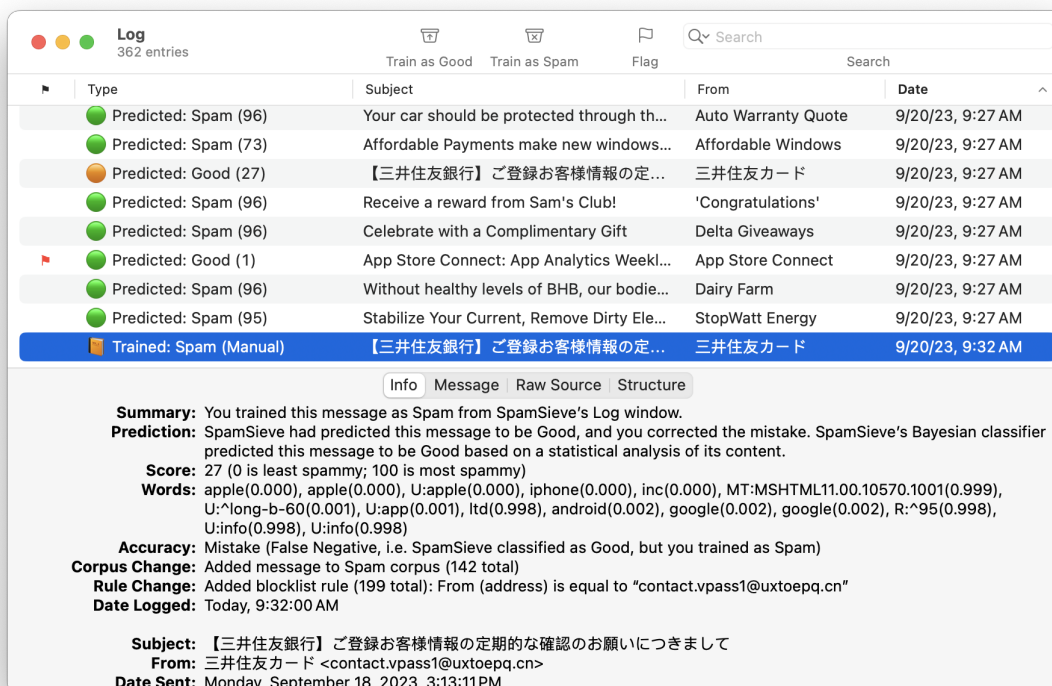 Log
362 entries
Train as Good Train as Spam Flag Search
Search
Type Subject From Date
Predicted: Spam (96) Your car should be protected through th... Auto Warranty Quote 9/20/23, 9:27 AM
Predicted: Spam (73) Affordable Payments make new windows... Affordable Windows 9/20/23, 9:27 AM
Predicted: Good (27) 【三井住友銀行】ご登録お客様情報の定... 三井住友カード 9/20/23, 9:27 AM
Predicted: Spam (96) Receive a reward from Sam's Club! 'Congratulations' 9/20/23, 9:27 AM
Predicted: Spam (96) Celebrate with a Complimentary Gift Delta Giveaways 9/20/23, 9:27 AM
Predicted: Good (1) App Store Connect: App Analytics Weekl... App Store Connect 9/20/23, 9:27 AM
Predicted: Spam (96) Without healthy levels of BHB, our bodie... Dairy Farm 9/20/23, 9:27 AM
Predicted: Spam (95) Stabilize Your Current, Remove Dirty Ele... StopWatt Energy 9/20/23, 9:27 AM
Trained: Spam (Manual) 【三井住友銀行】ご登録お客様情報の定... 三井住友カード 9/20/23, 9:32 AM
Info Message Raw Source Structure
Summary: You trained this message as Spam from SpamSieve's Log window.
Prediction: SpamSieve had predicted this message to be Good, and you corrected the mistake. SpamSieve's Bayesian classifier
predicted this message to be Good based on a statistical analysis of its content.
Score: 27 (0 is least spammy; 100 is most spammy)
Words: apple(0.000), apple(0.000), U:apple(0.000), iphone(0.000), inc(0.000), MT:MSHTML11.00.10570.1001(0.999),
U:^long-b-60(0.001), U:app(0.001), ltd(0.998), android(0.002), google(0.002), google(0.002), R:^95(0.998),
U:info(0.998), U:info(0.998)
Accuracy: Mistake (False Negative, i.e. SpamSieve classified as Good, but you trained as Spam)
Corpus Change: Added message to Spam corpus (142 total)
Rule Change: Added blocklist rule (199 total): From (address) is equal to “contact.vpass1@uxtoepq.cn”
Date Logged: Today, 9:32:00 AM
Subject: 【三井住友銀行】ご登録お客様情報の定期的な確認のお願いにつきまして
From: 三井住友カード <contact.vpass1@uxtoepq.cn>
Date Sent: Monday, September 18, 2023, 3:13:11 PM